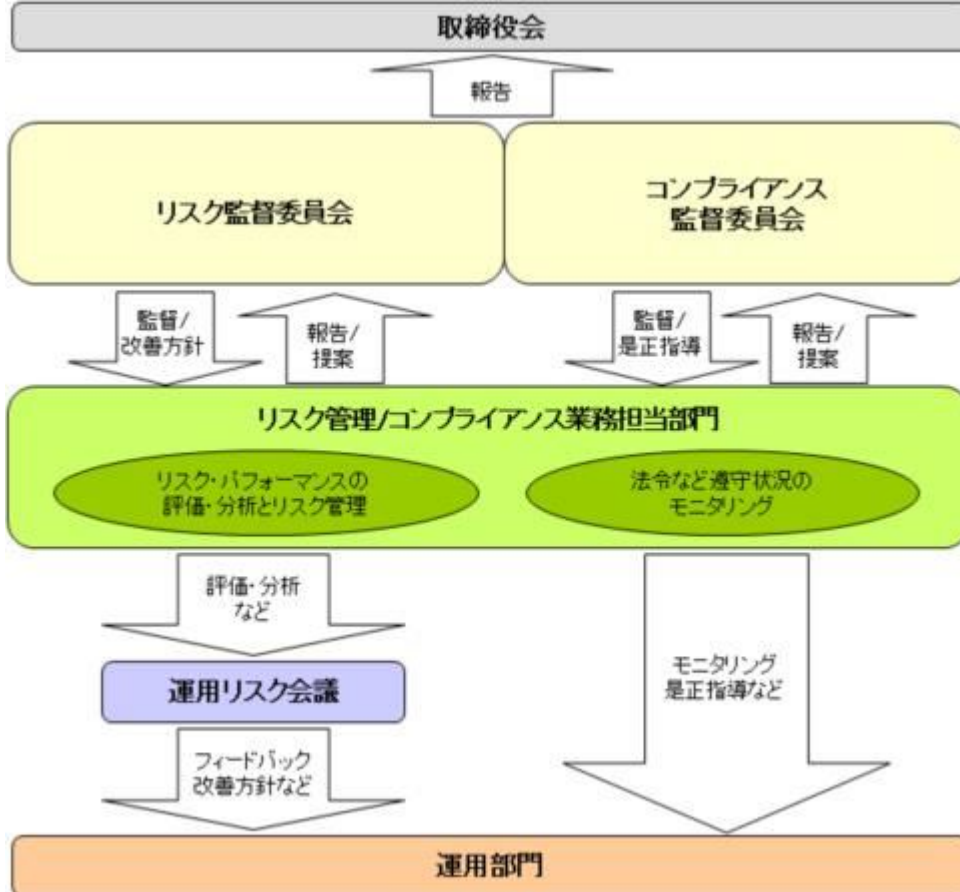 取締役会
報告
リスク監督委員会
コンプライアンス
監督委員会
監督/
改善方針
報告/
提案
監督/
是正指導
報告/
提案
リスク管理/コンプライアンス業務担当部門
リスク・パフォーマンスの
評価・分析とリスク管理
法令など遵守状況の
モニタリング
評価・分析
など
運用リスク会議
モニタリング
是正指導など
フィードバック
改善方針など
運用部門